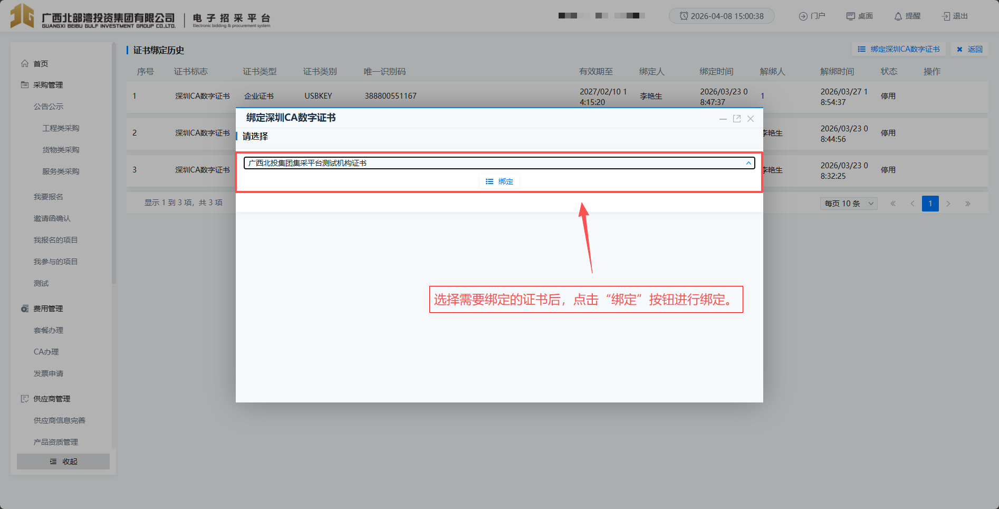 广西北部湾投资集团有限公司
GUANGXI BEIBU GULF INVESTMENT GROUP CO.,LTD.
电子招采平台
Electronic bidding & procurement system
2026-04-08 15:00:38
门户
桌面
提醒
退出
首页
采购管理
公告公示
工程类采购
货物类采购
服务类采购
我要报名
邀请函确认
我报名的项目
我参与的项目
测试
费用管理
套餐办理
CA办理
发票申请
供应商管理
供应商信息完善
产品资质管理
收起
证书绑定历史
绑定深圳CA数字证书
返回
序号 证书标志 证书类型 证书类别 唯一识别码 有效期至 绑定人 绑定时间 解绑人 解绑时间 状态 操作
1 深圳CA数字证书 企业证书 USBKEY 388800551167 2027/02/10 14:15:20 李艳生 2026/03/23 08:47:37 1 2026/03/27 18:54:37 停用
2 深圳CA数字证书 李艳生 2026/03/23 08:44:56 停用
3 深圳CA数字证书 李艳生 2026/03/23 08:32:25 停用
显示 1 到 3 项，共 3 项
每页 10 条
1
绑定深圳CA数字证书
请选择
广西北投集团集采平台测试机构证书
绑定
选择需要绑定的证书后，点击“绑定”按钮进行绑定。